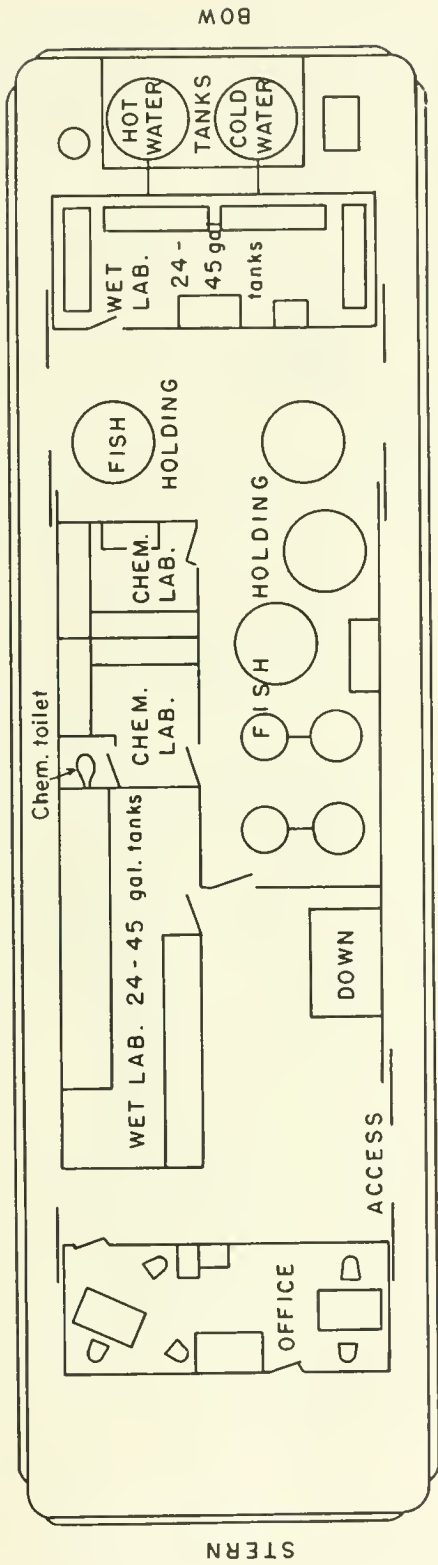 BOW
HOT
WATER
TANKS
COLD
WATER
WET
LAB.
24 -
45 gal
tanks
FISH
HOLDING
CHEM.
LAB.
FISH HOLDING
Chem. toilet
CHEM.
LAB.
WET LAB. 24 - 45 gal. tanks
DOWN
ACCESS
OFFICE
STERN